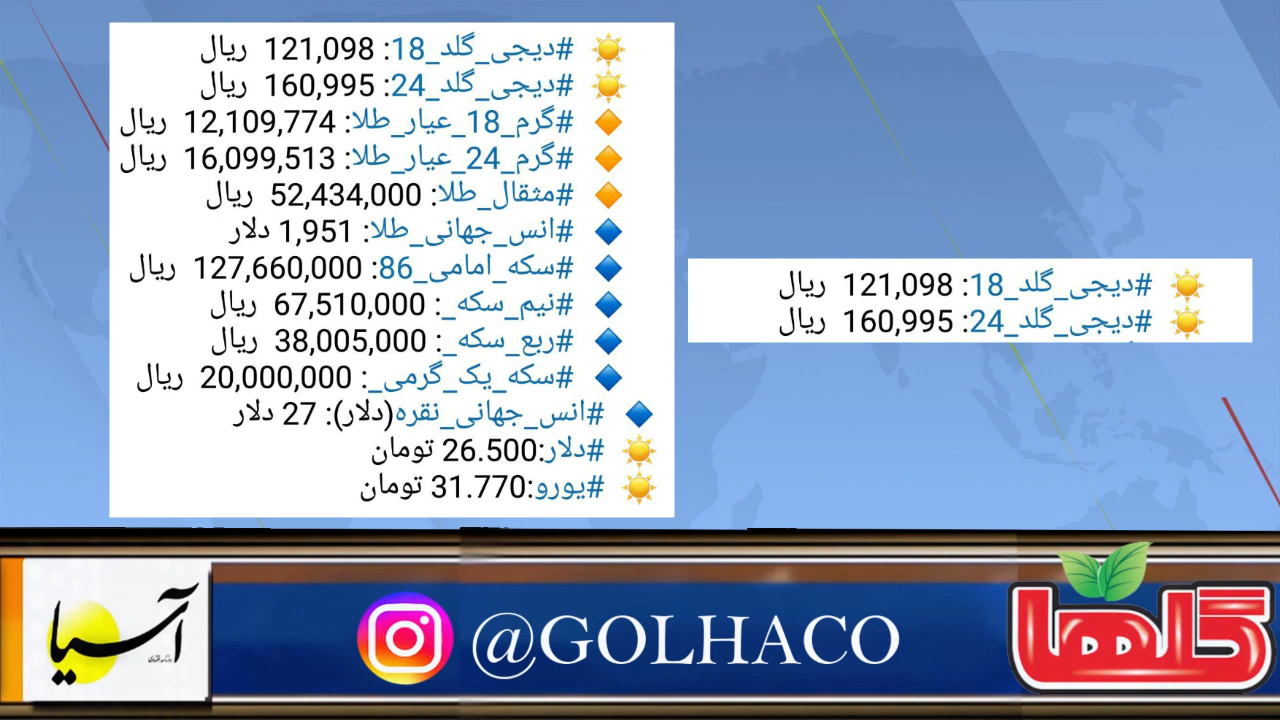 #دیجی_گلد_18: 121,098 ریال
#دیجی_گلد_24: 160,995 ریال
#گرم_18_عیار_طلا: 12,109,774 ریال
#گرم_24_عیار_طلا: 16,099,513 ریال
#مثقال_طلا: 52,434,000 ریال
#انس_جهانی_طلا: 1,951 دلار
#سکه_امامی_86: 127,660,000 ریال
#نیم_سکه_: 67,510,000 ریال
#ربع_سکه_: 38,005,000 ریال
#سکه_یک_گرمی_: 20,000,000 ریال
#انس_جهانی_نقره(دلار): 27 دلار
#دلار:26.500 تومان
#یورو:31.770 تومان
#دیجی_گلد_18: 121,098 ریال
#دیجی_گلد_24: 160,995 ریال
آسیا
@GOLHACO
گلها